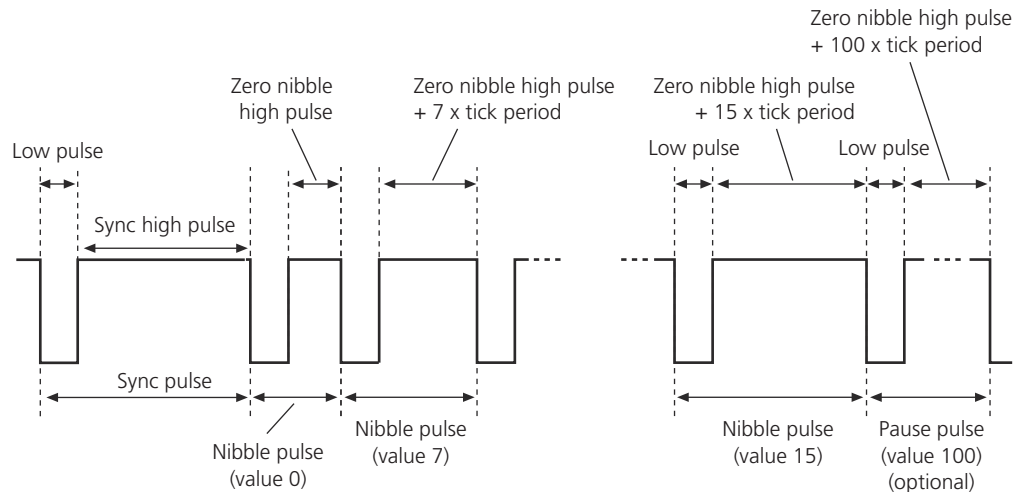 Zero nibble high pulse
+ 100 x tick period
Zero nibble
high pulse
Zero nibble high pulse
+ 7 x tick period
Zero nibble high pulse
+ 15 x tick period
Low pulse
Low pulse
Low pulse
Sync high pulse
Sync pulse
Nibble pulse
(value 0)
Nibble pulse
(value 7)
Nibble pulse
(value 15)
Pause pulse
(value 100)
(optional)